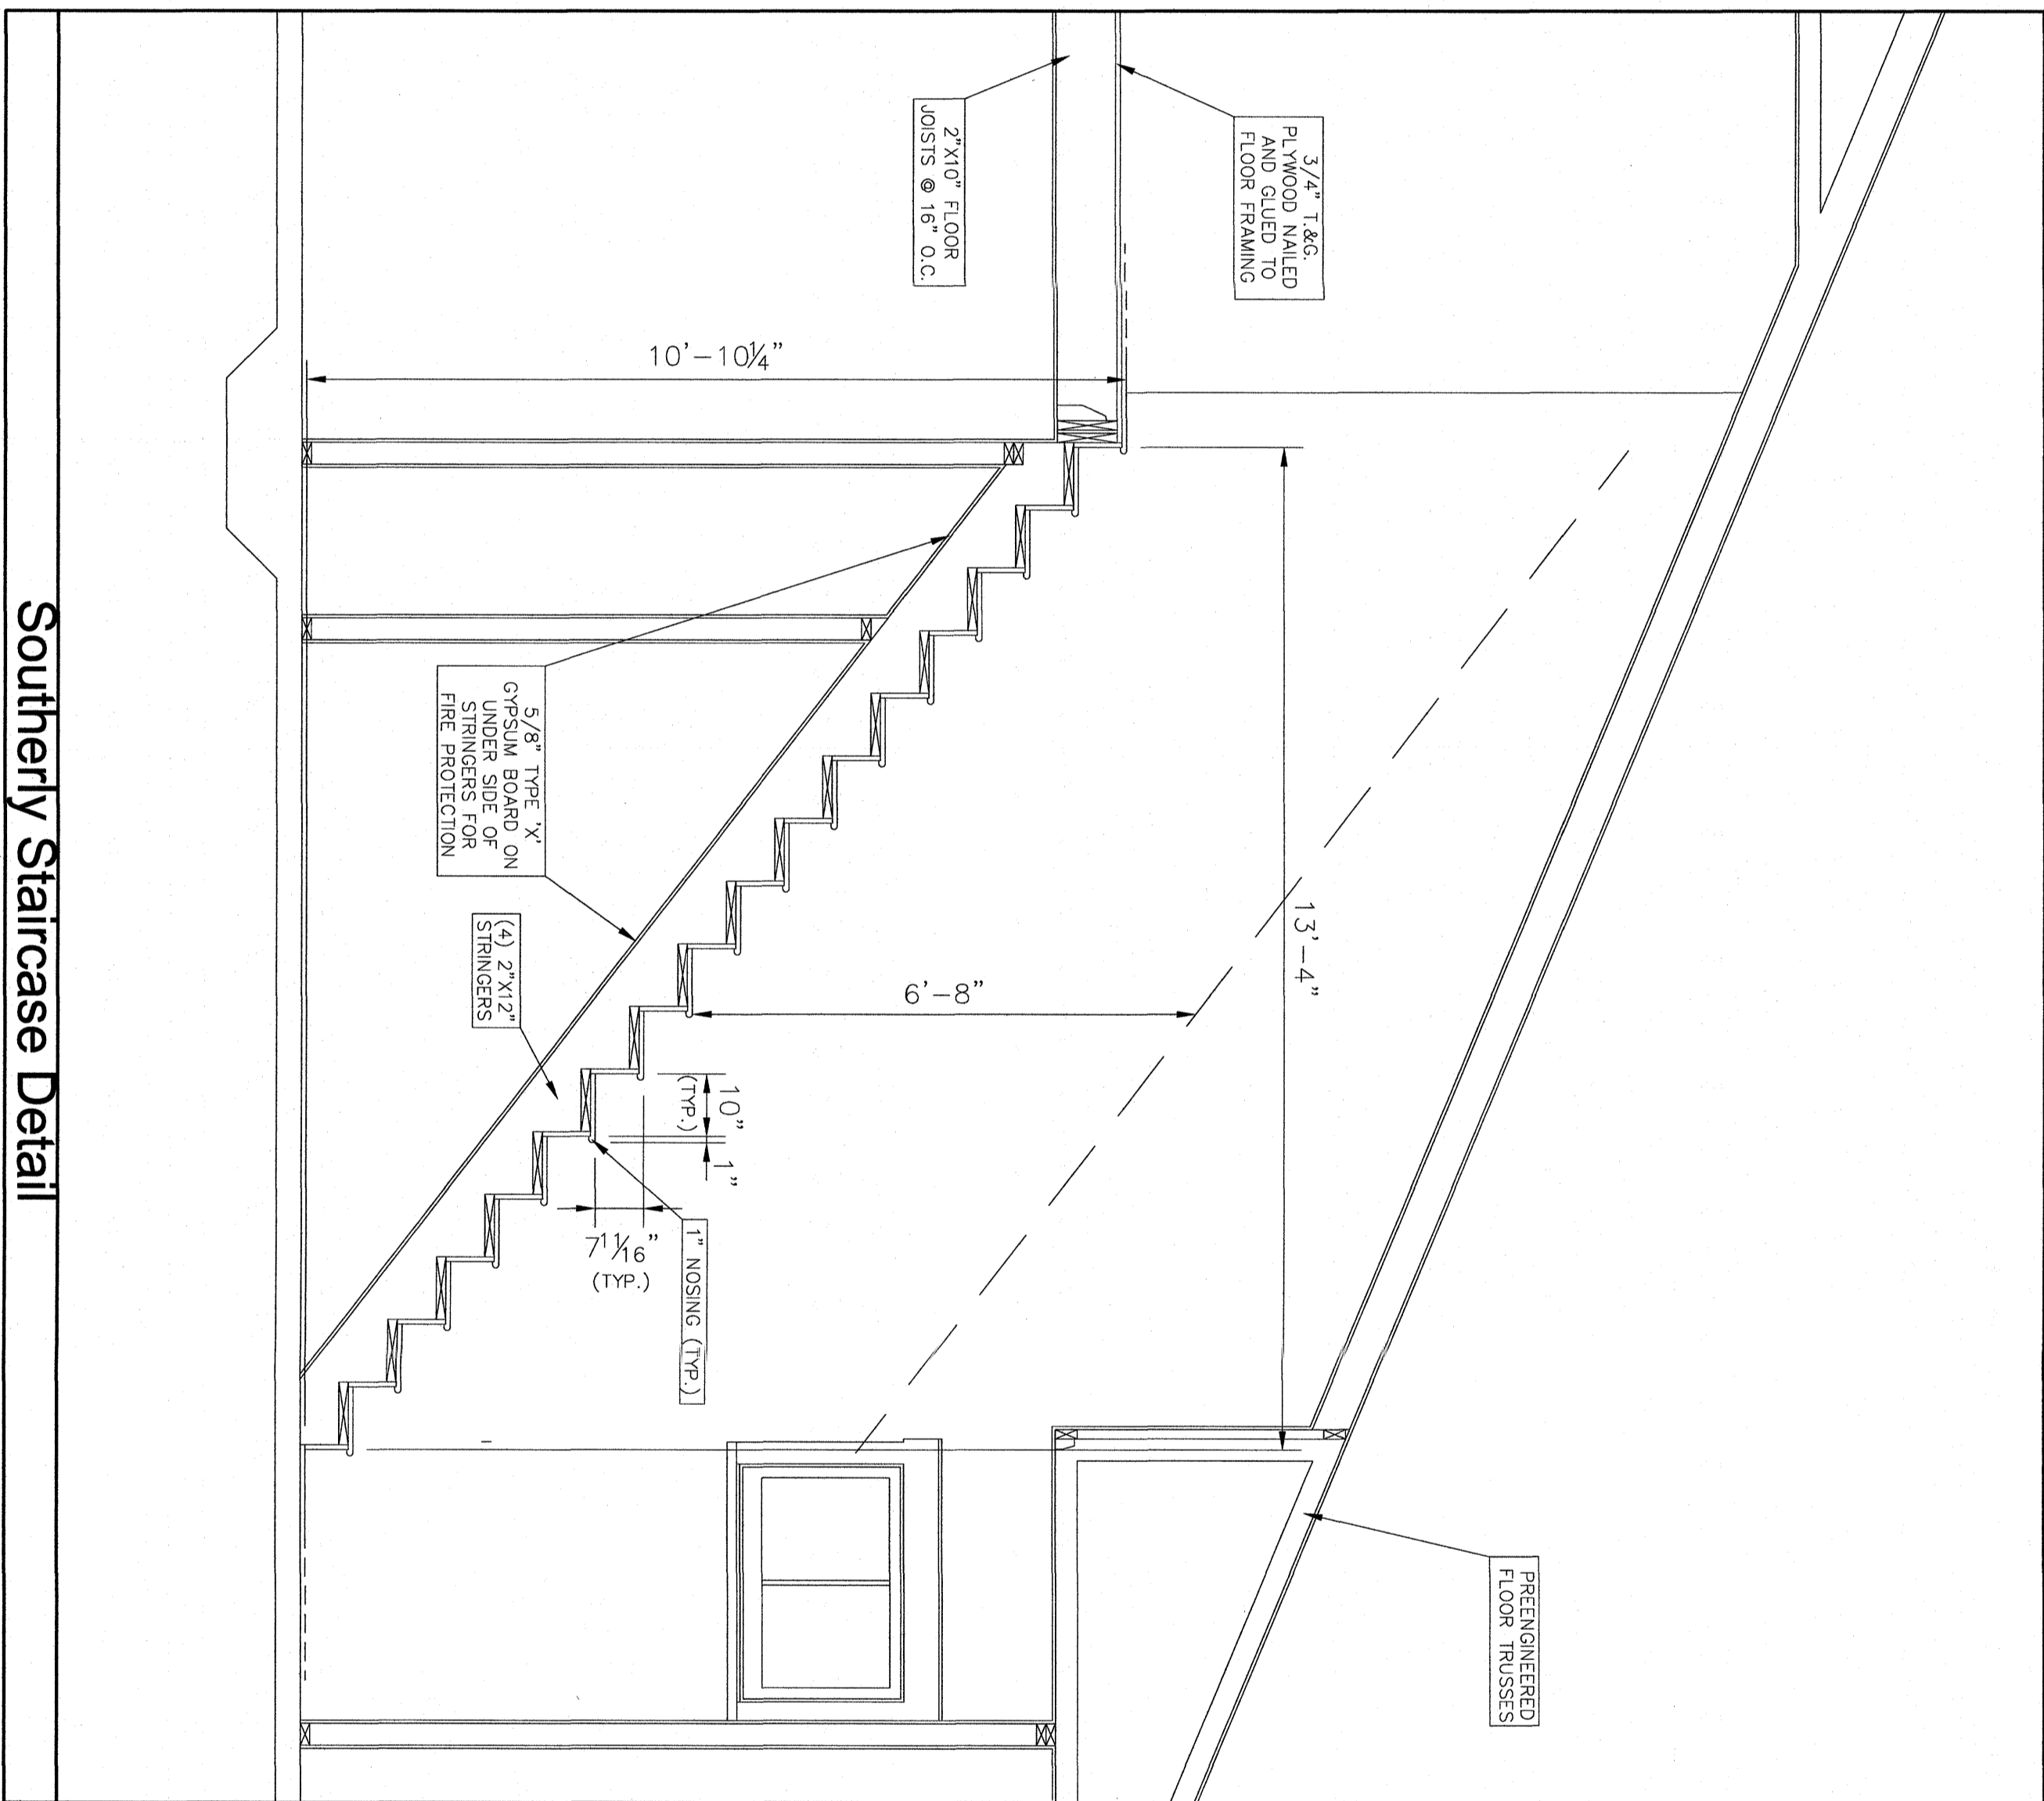 3/4" T.&G.
PLYWOOD NAILED
AND GLUED TO
FLOOR FRAMING
2"X10" FLOOR
JOISTS @ 16" O.C.
10'-10¼"
13'-4"
6'-8"
5/8" TYPE 'X'
GYPSUM BOARD ON
UNDER SIDE OF
STRINGERS FOR
FIRE PROTECTION
(4) 2"X12"
STRINGERS
10"
(TYP.)
1"
7 11/16"
(TYP.)
1" NOSING (TYP.)
PREENGINEERED
FLOOR TRUSSES
Southerly Staircase Detail